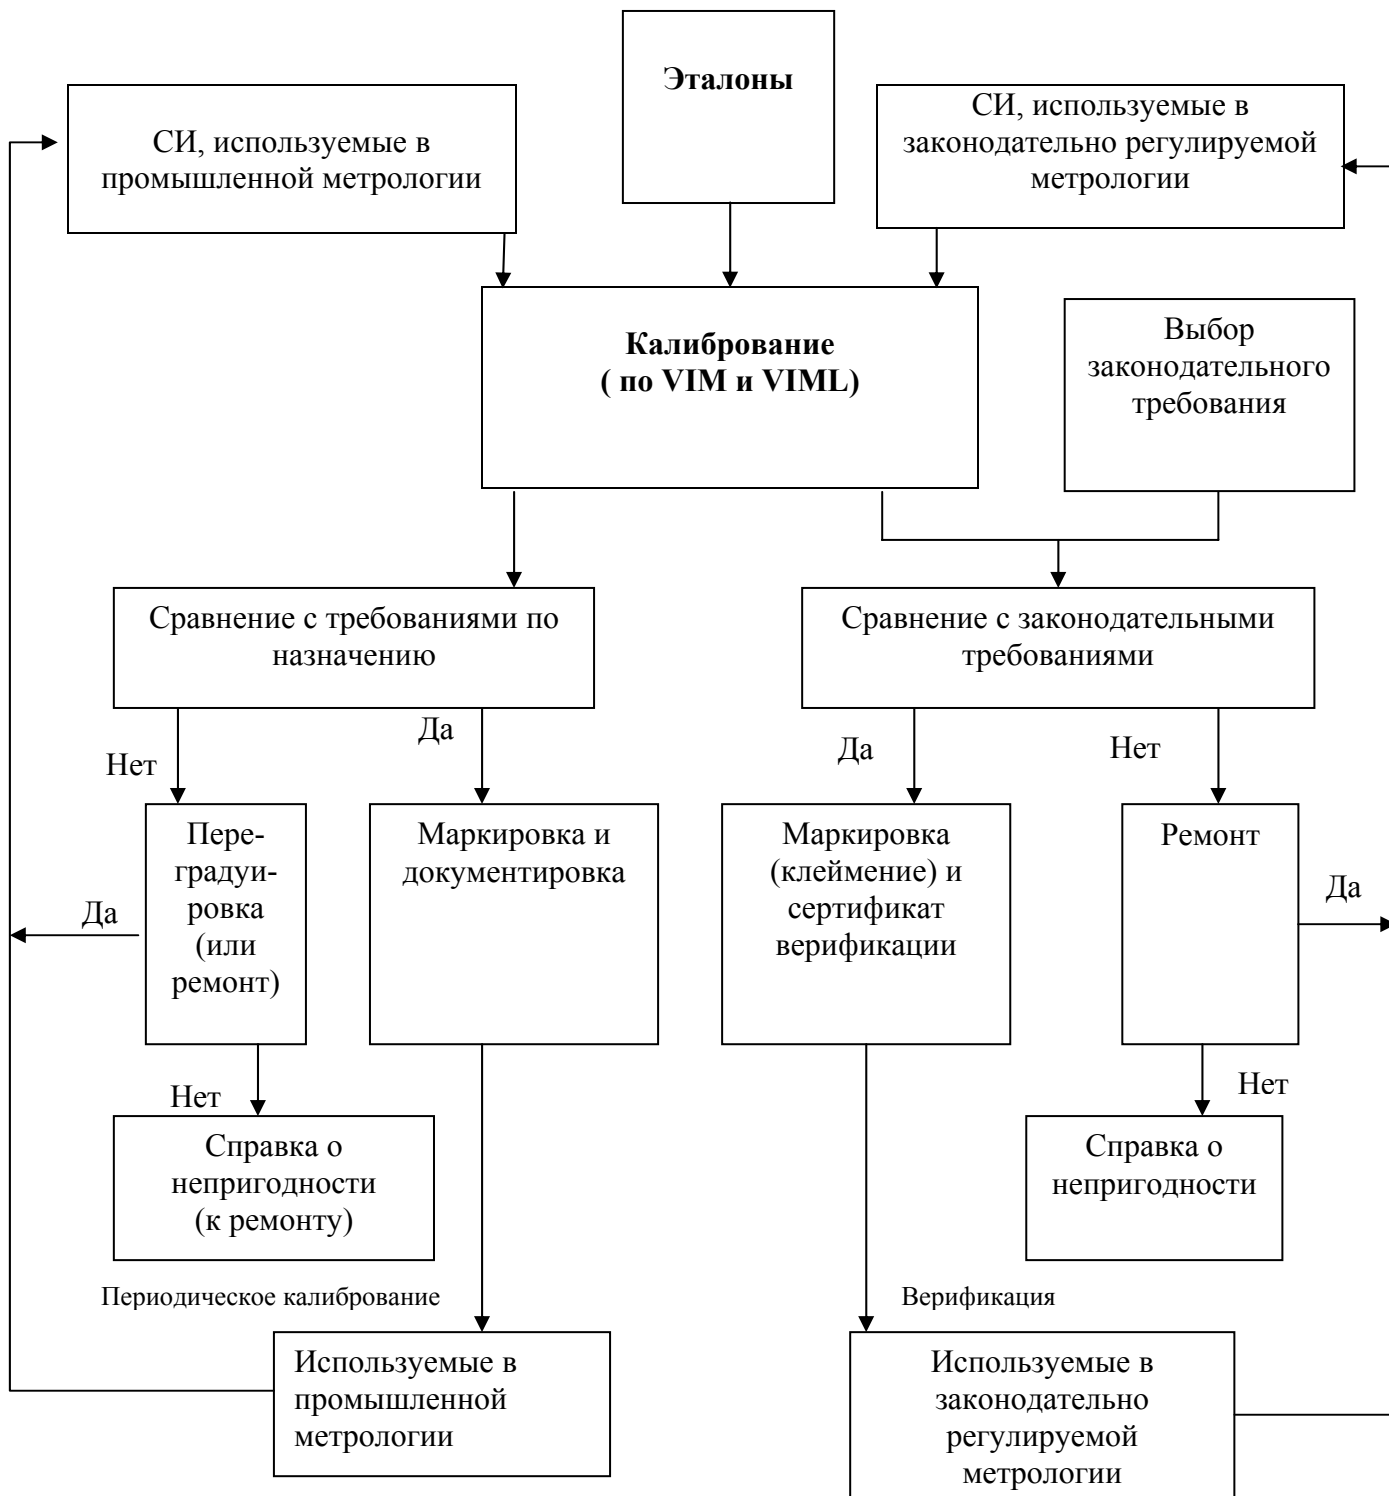 Эталоны
СИ, используемые в
промышленной метрологии
СИ, используемые в
законодательно регулируемой
метрологии
Калибрование
( по VIM и VIML)
Выбор
законодательного
требования
Сравнение с требованиями по
назначению
Сравнение с законодательными
требованиями
Нет
Да
Да
Нет
Пере-
градуи-
ровка
(или
ремонт)
Маркировка и
документировка
Маркировка
(клеймение) и
сертификат
верификации
Ремонт
Да
Да
Нет
Нет
Справка о
непригодности
(к ремонту)
Справка о
непригодности
Периодическое калибрование
Верификация
Используемые в
промышленной
метрологии
Используемые в
законодательно
регулируемой
метрологии